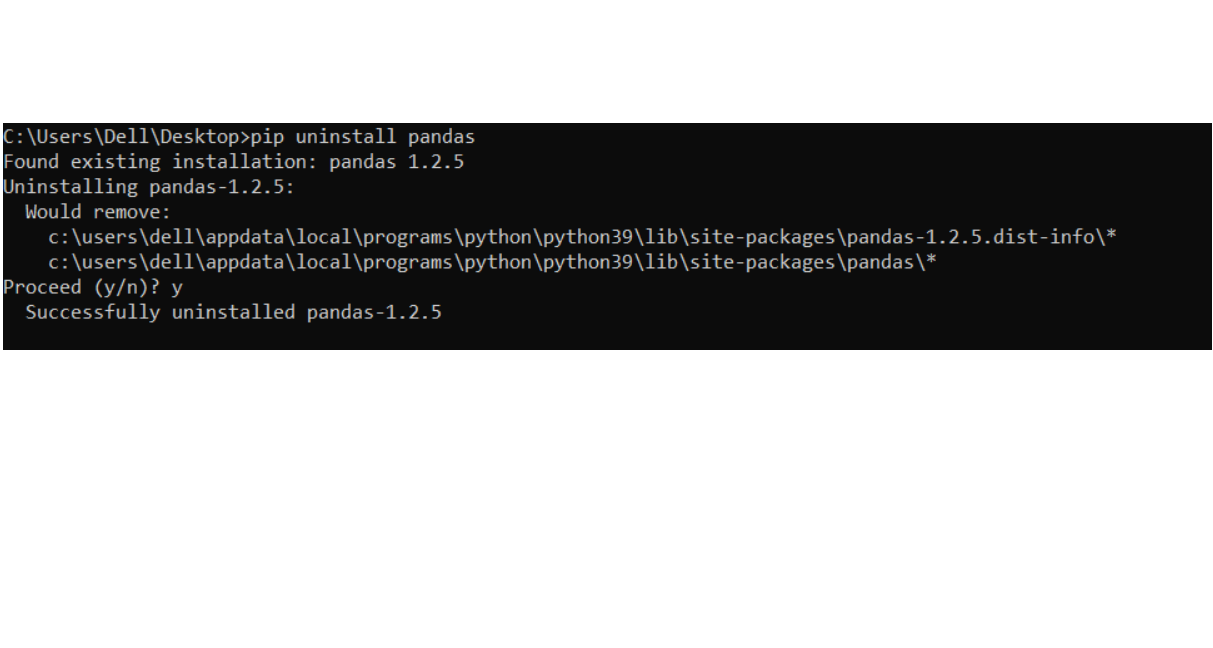 C:\Users\Dell\Desktop>pip uninstall pandas
Found existing installation: pandas 1.2.5
Uninstalling pandas-1.2.5:
  Would remove:
    c:\users\dell\appdata\local\programs\python\python39\lib\site-packages\pandas-1.2.5.dist-info\*
    c:\users\dell\appdata\local\programs\python\python39\lib\site-packages\pandas\*
Proceed (y/n)? y
  Successfully uninstalled pandas-1.2.5